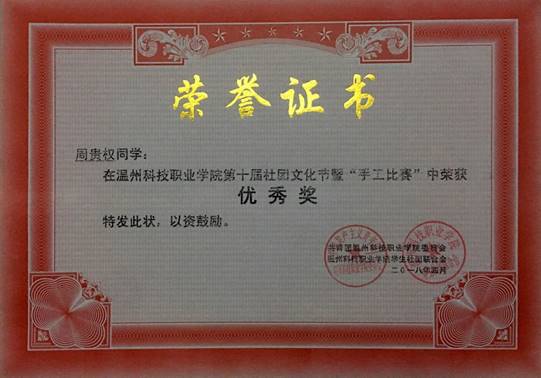 荣誉证书
周贵权同学：
在温州科技职业学院第十届社团文化节暨“手工比赛”中荣获
优秀奖
特发此状，以资鼓励。
共青团温州科技职业学院委员会
温州科技职业学院学生社团联合会
二〇一八年四月